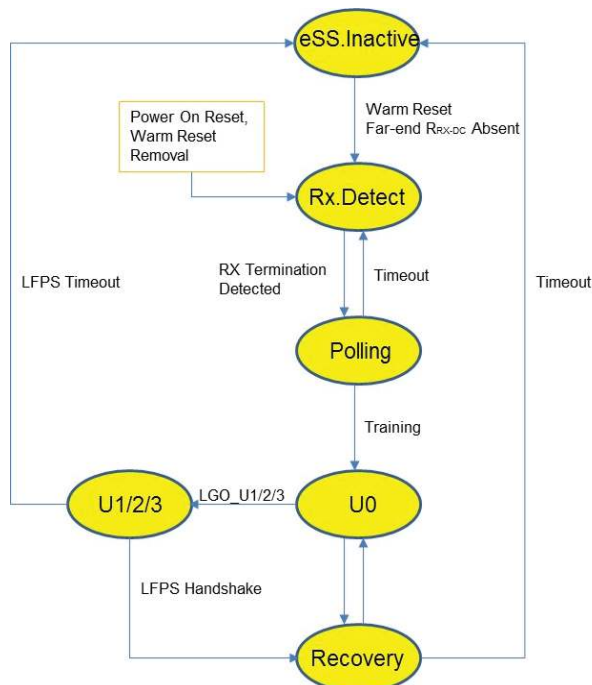 eSS.Inactive
Warm Reset
Far-end RRX-DC Absent
Power On Reset,
Warm Reset
Removal
Rx.Detect
RX Termination
Detected
Timeout
LFPS Timeout
Timeout
Polling
Training
U1/2/3
LGO_U1/2/3
U0
LFPS Handshake
Recovery